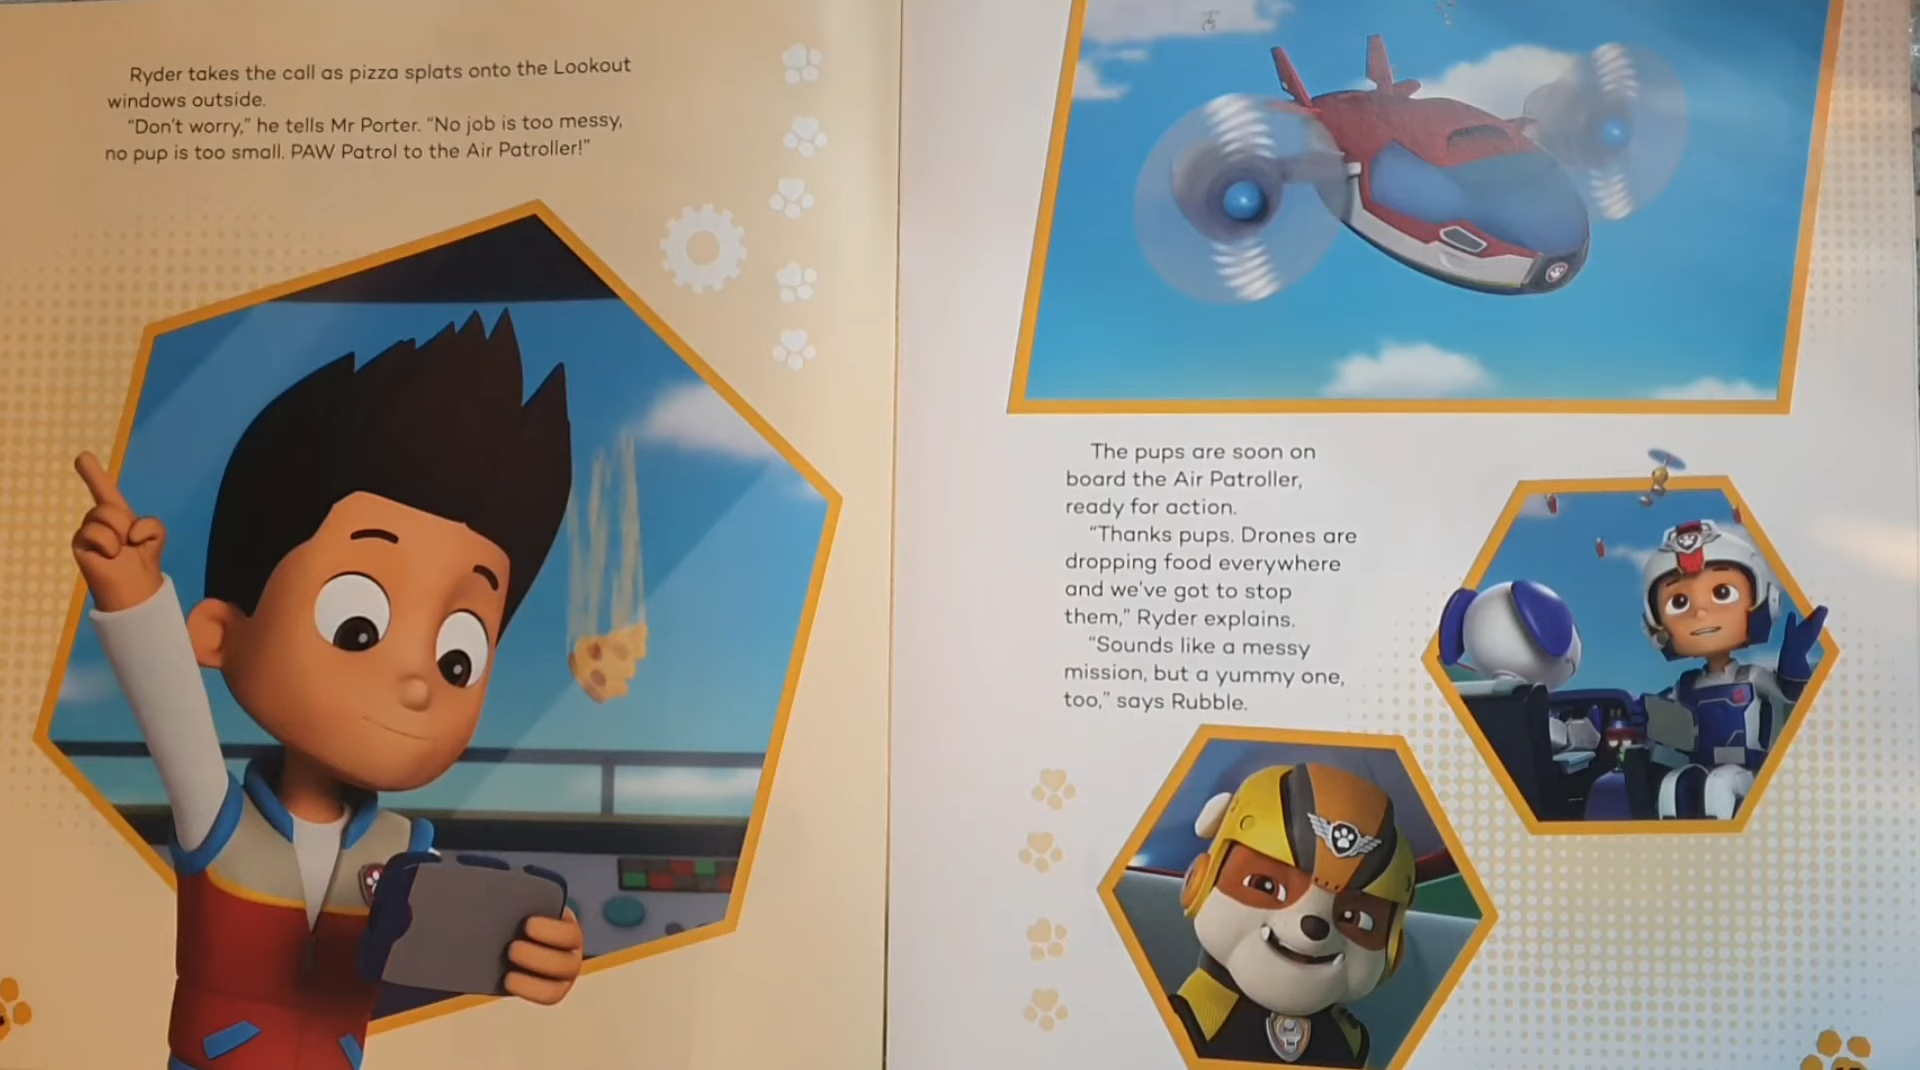 Ryder takes the call as pizza splats onto the Lookout
windows outside.
“Don't worry,” he tells Mr Porter. “No job is too messy,
no pup is too small. PAW Patrol to the Air Patroller!”
The pups are soon on
board the Air Patroller,
ready for action.
“Thanks pups. Drones are
dropping food everywhere
and we've got to stop
them,” Ryder explains.
“Sounds like a messy
mission, but a yummy one,
too,” says Rubble.